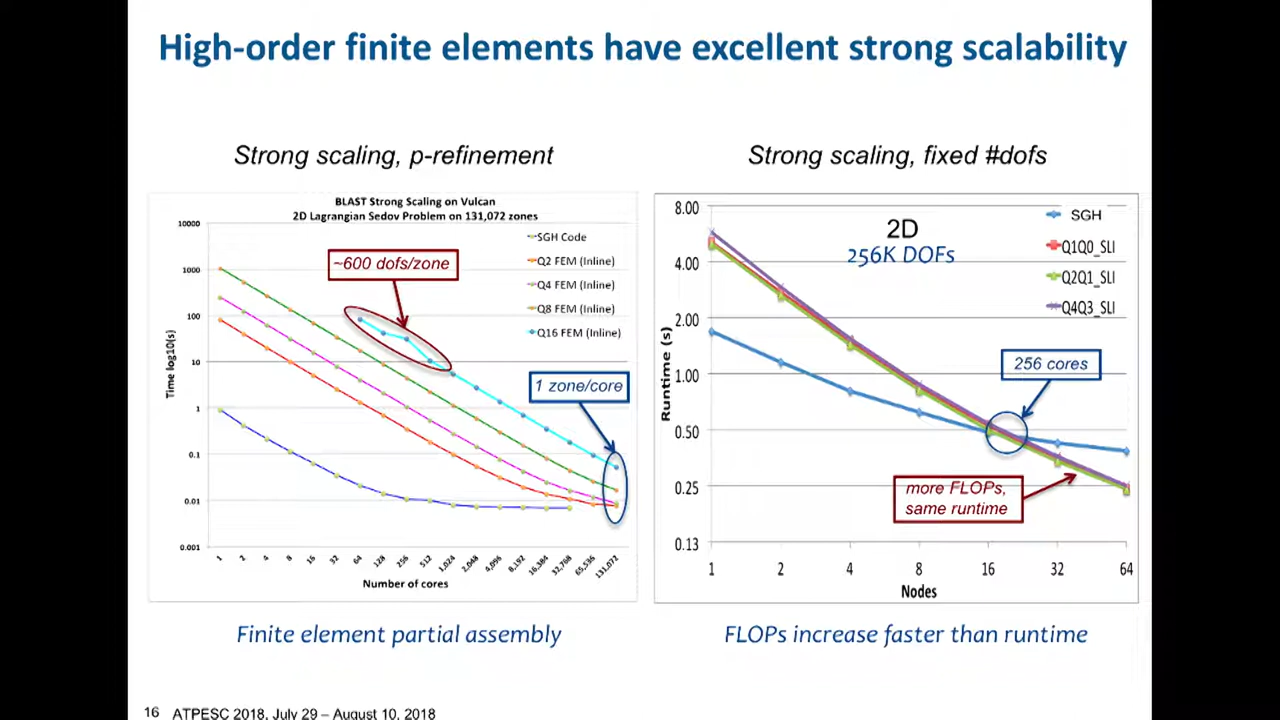 High-order finite elements have excellent strong scalability
Strong scaling, p-refinement
BLAST Strong Scaling on Vulcan
2D Lagrangian Sedov Problem on 131,072 zones
10000
1000
100
10
1
0.1
0.01
0.001
Time log10(s)
SGH Code
Q2 FEM (Inline)
Q4 FEM (Inline)
Q8 FEM (Inline)
Q16 FEM (Inline)
~600 dofs/zone
1 zone/core
1 2 4 8 16 32 64 128 256 512 1,024 2,048 4,096 8,192 16,384 32,768 65,536 131,072
Number of cores
Finite element partial assembly
Strong scaling, fixed #dofs
2D
256K DOFs
SGH
Q1Q0_SLI
Q2Q1_SLI
Q4Q3_SLI
8.00
4.00
2.00
1.00
0.50
0.25
0.13
Runtime (s)
256 cores
more FLOPs,
same runtime
1 2 4 8 16 32 64
Nodes
FLOPs increase faster than runtime
16 ATPESC 2018, July 29 – August 10, 2018